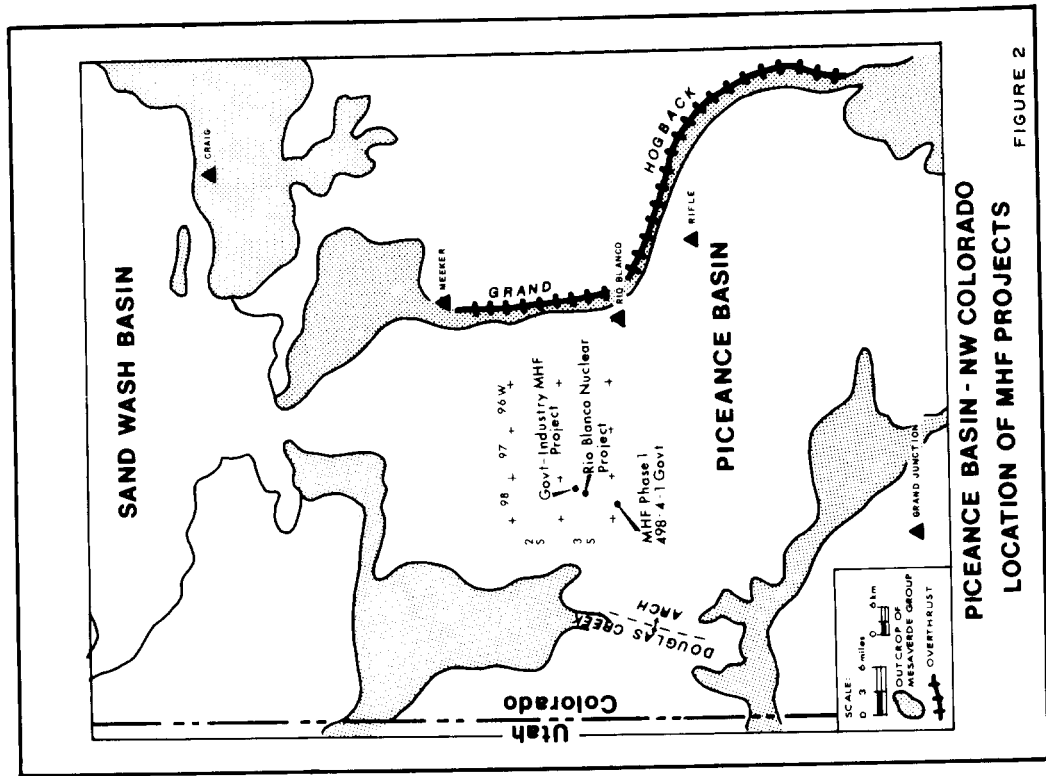 SAND WASH BASIN
CRAIG
MEEKER
GRAND
HOGBACK
RIO BLANCO
RIFLE
+ 98 + 97 + 96 W +
2
S
Govt-Industry MHF
Project
3
S
Rio Blanco Nuclear
Project
MHF Phase 1
498-4-1 Govt
PICEANCE BASIN
DOUGLAS CREEK
ARCH
Utah
Colorado
GRAND JUNCTION
SCALE:
0 3 6 miles
0 6 km
OUTCROP OF
MESAVERDE GROUP
OVERTHRUST
PICEANCE BASIN - NW COLORADO
LOCATION OF MHF PROJECTS
FIGURE 2